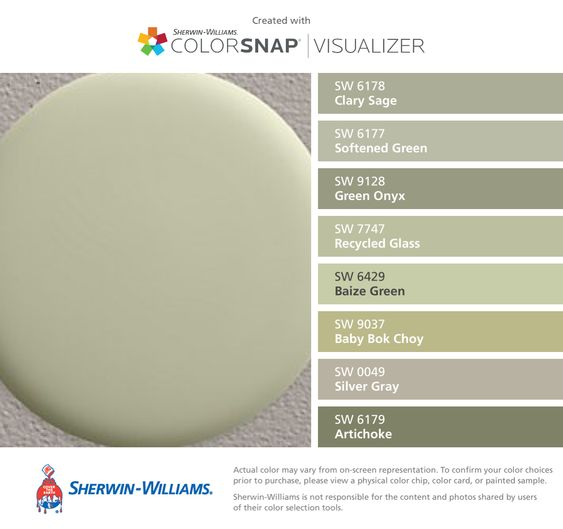 Created with
SHERWIN-WILLIAMS.
COLORSNAP® | VISUALIZER
SW 6178
Clary Sage
SW 6177
Softened Green
SW 9128
Green Onyx
SW 7747
Recycled Glass
SW 6429
Baize Green
SW 9037
Baby Bok Choy
SW 0049
Silver Gray
SW 6179
Artichoke
COVER
THE
EARTH
SHERWIN-WILLIAMS.
Actual color may vary from on-screen representation. To confirm your color choices
prior to purchase, please view a physical color chip, color card, or painted sample.
Sherwin-Williams is not responsible for the content and photos shared by users
of their color selection tools.